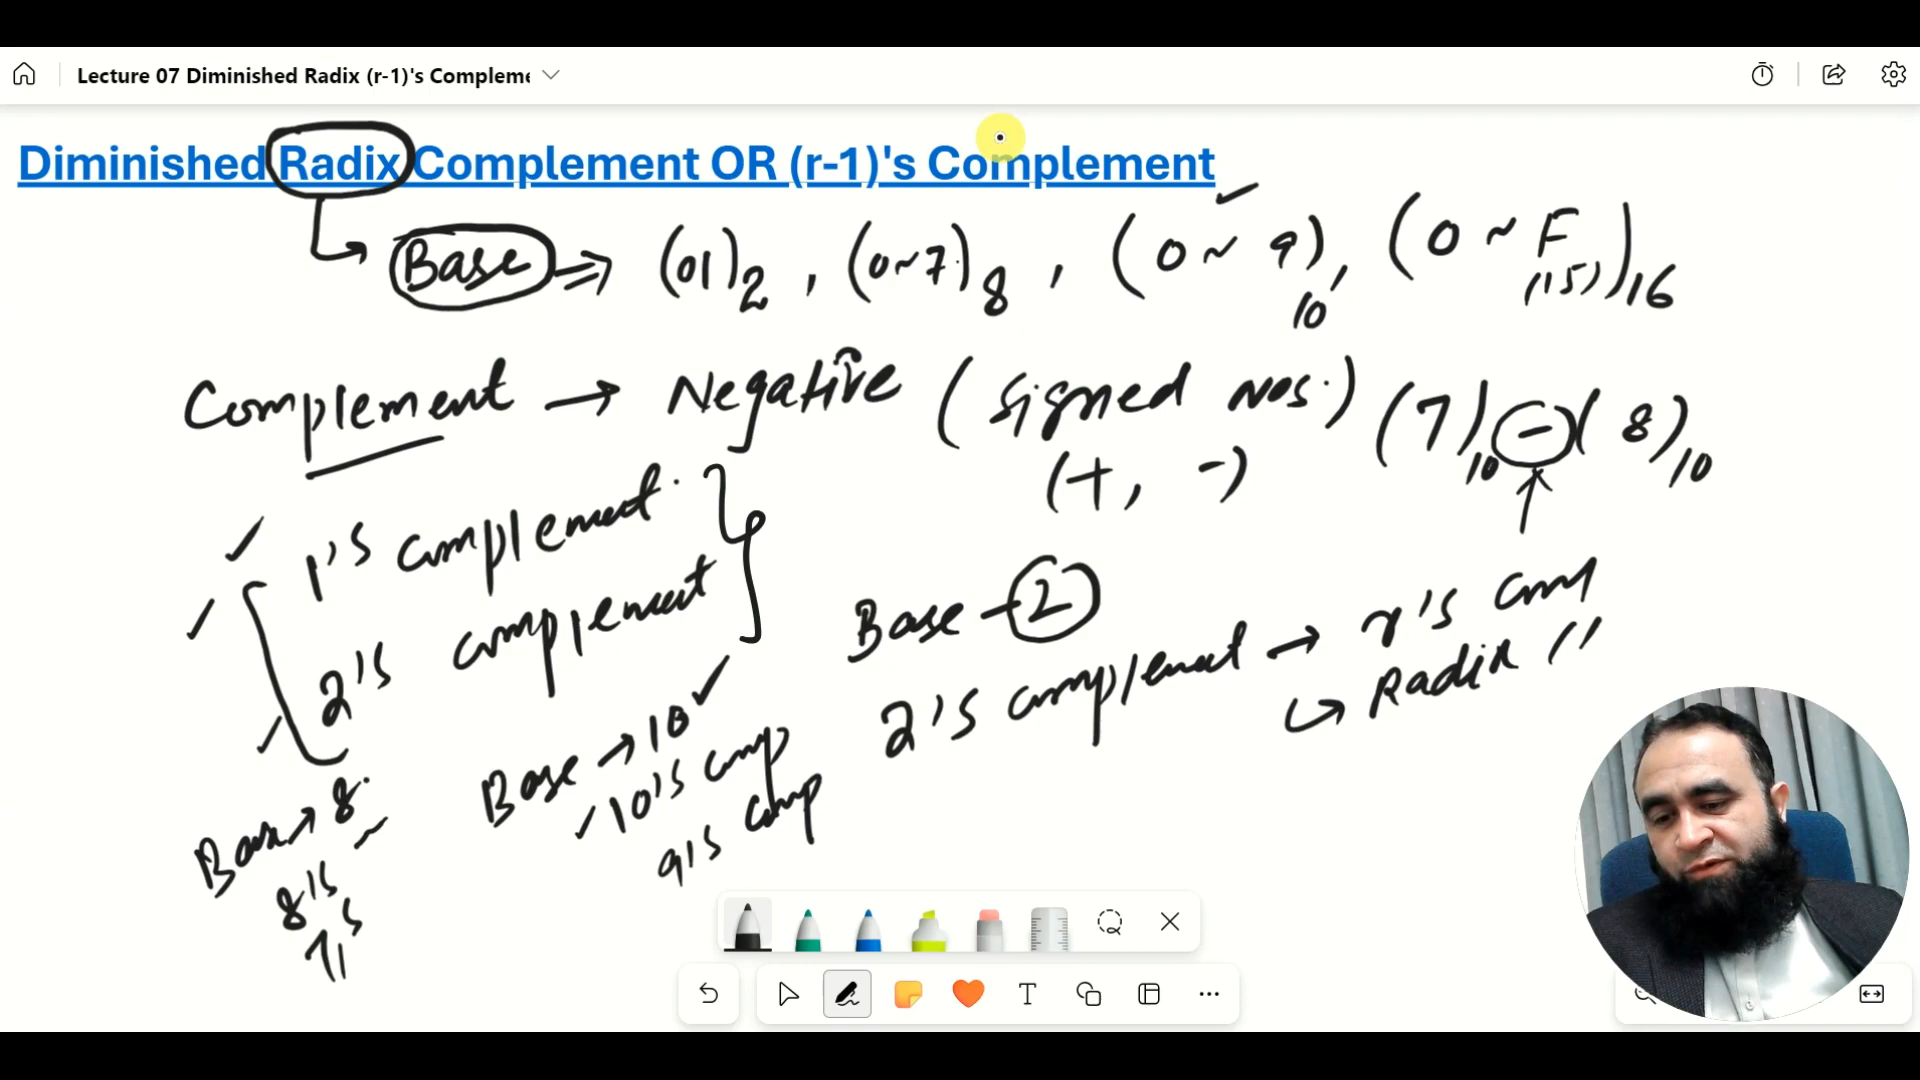 Lecture 07 Diminished Radix (r-1)'s Compleme
Diminished Radix Complement OR (r-1)'s Complement
Base ⇒ (01)2 , (0~7)8 , (0 ~ 9)10 , (0 ~ F(15))16
Complement → Negative (Signed Nos.) (7)10 - (8)10
(+, -)
1's complement
2's complement
Base - 2
2's complement → r's comp
↳ Radix "
Base → 10
10's comp
9's comp
Base → 8
8's
7's